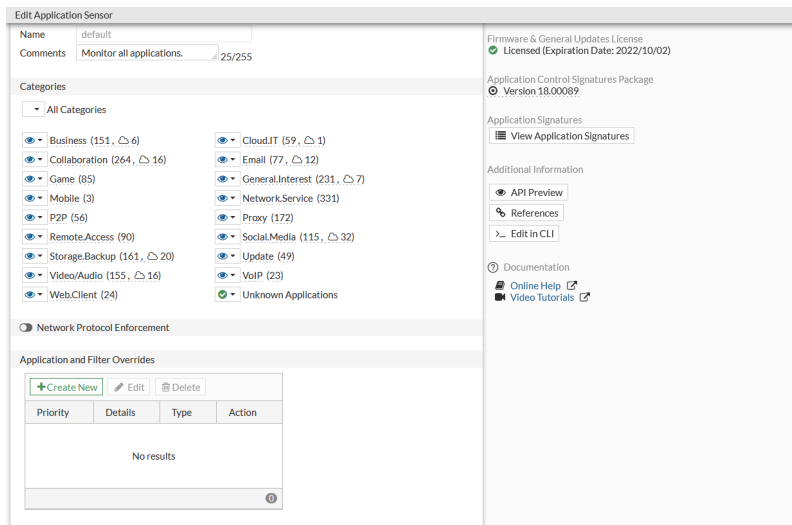 Edit Application Sensor
Name default
Comments Monitor all applications. 25/255
Categories
All Categories
Business (151, 6)
Cloud.IT (59, 1)
Collaboration (264, 16)
Email (77, 12)
Game (85)
General.Interest (231, 7)
Mobile (3)
Network.Service (331)
P2P (56)
Proxy (172)
Remote.Access (90)
Social.Media (115, 32)
Storage.Backup (161, 20)
Update (49)
Video/Audio (155, 16)
VoIP (23)
Web.Client (24)
Unknown Applications
Network Protocol Enforcement
Application and Filter Overrides
+Create New Edit Delete
Priority Details Type Action
No results
0
Firmware & General Updates License
Licensed (Expiration Date: 2022/10/02)
Application Control Signatures Package
Version 18.00089
Application Signatures
View Application Signatures
Additional Information
API Preview
References
>_ Edit in CLI
? Documentation
Online Help
Video Tutorials